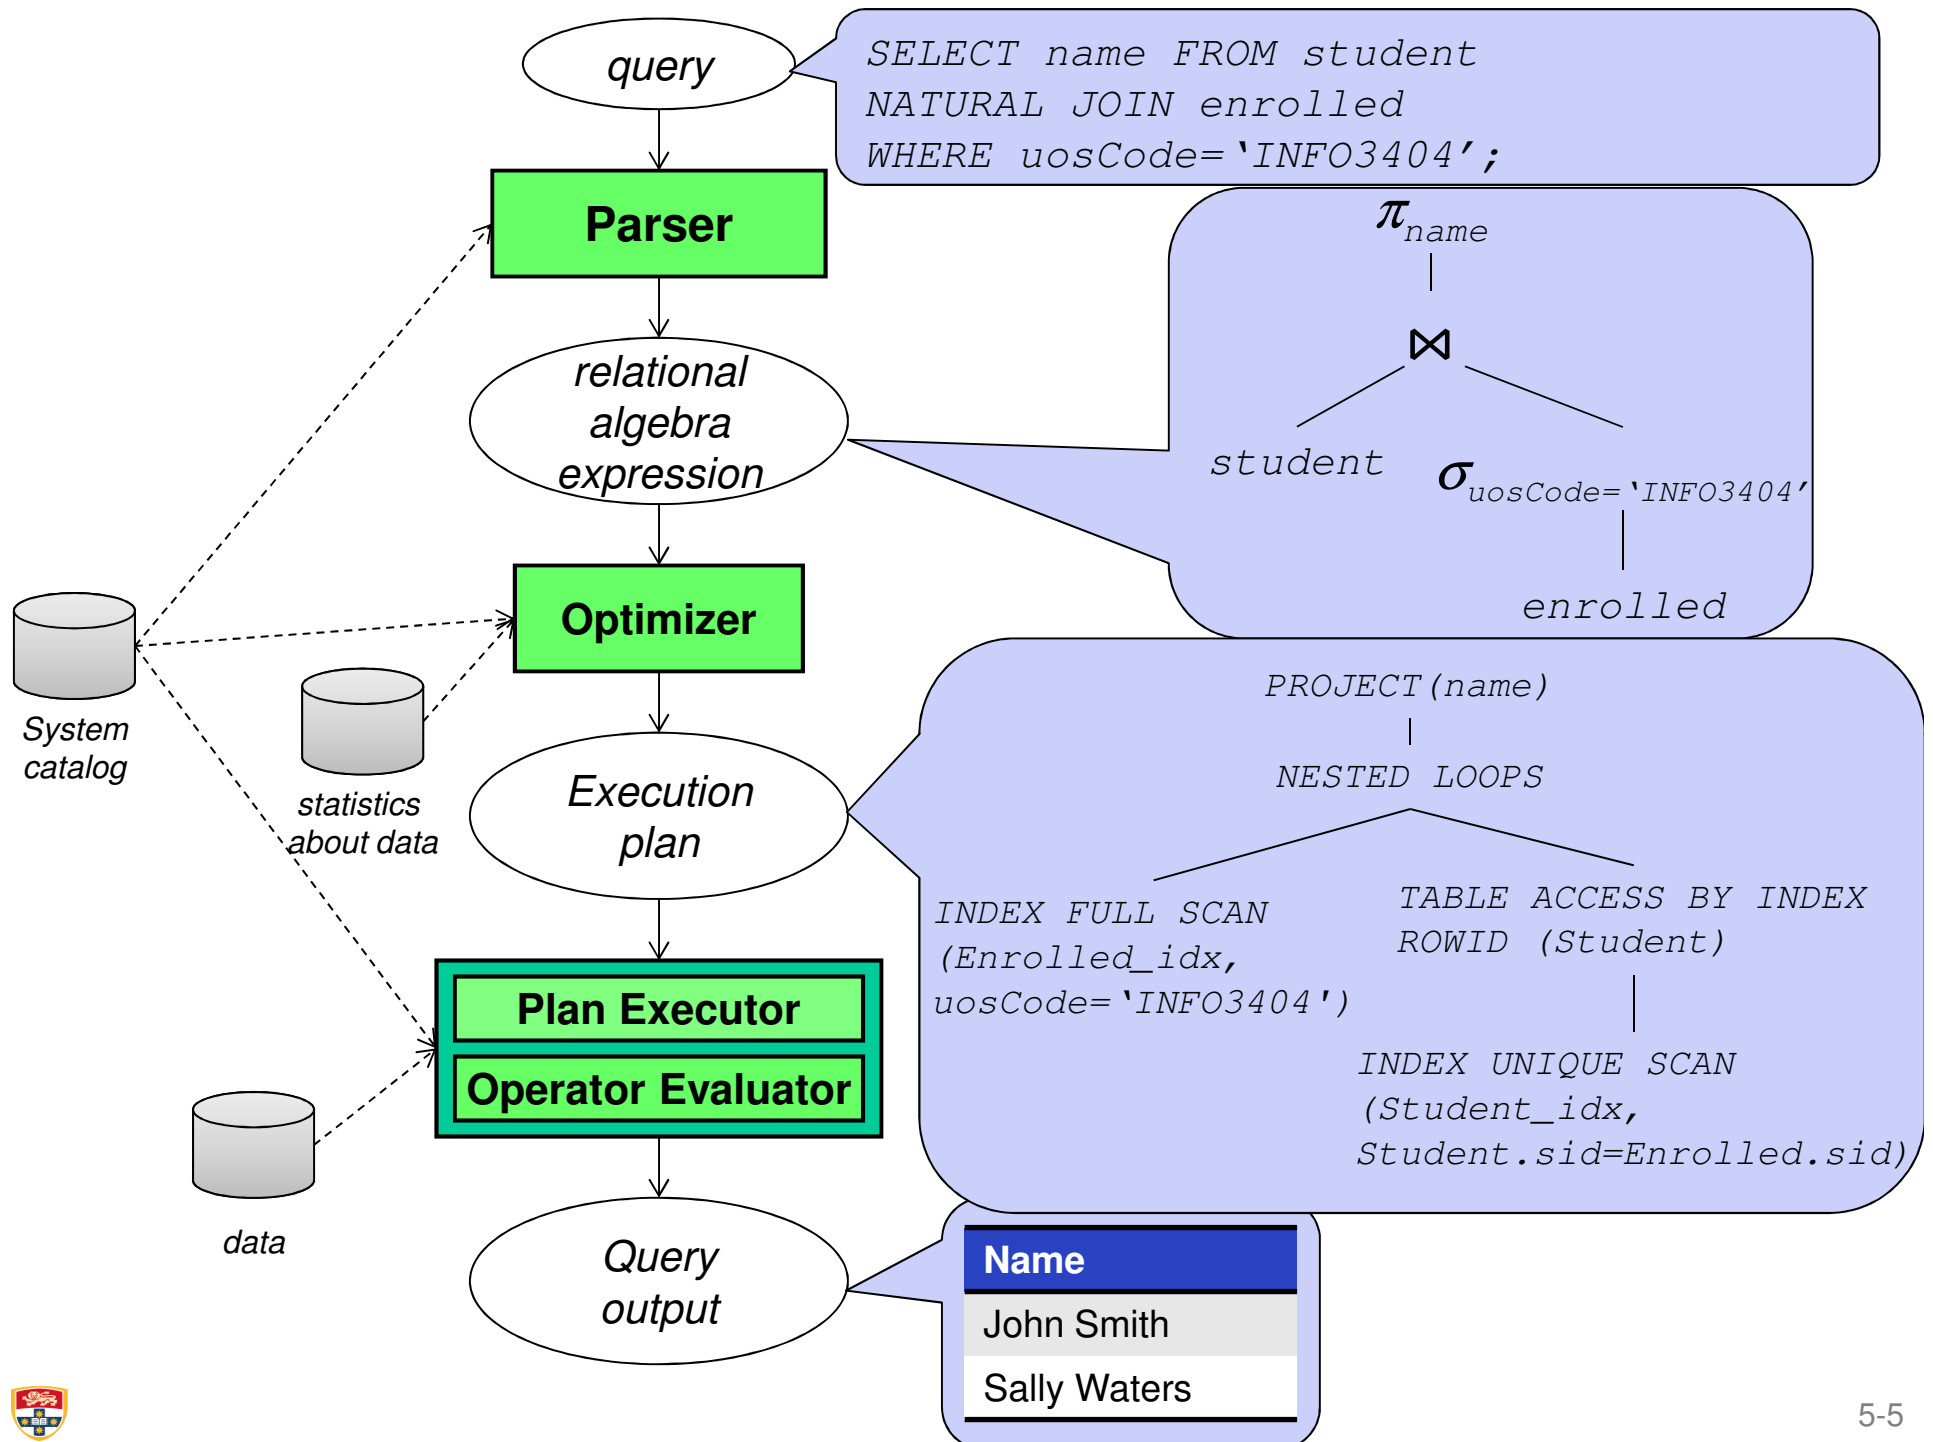 query
SELECT name FROM student
NATURAL JOIN enrolled
WHERE uosCode=‘INFO3404’;
Parser
π name
⋈
student
σ uosCode=‘INFO3404’
enrolled
relational
algebra
expression
Optimizer
System
catalog
statistics
about data
Execution
plan
PROJECT(name)
NESTED LOOPS
INDEX FULL SCAN
(Enrolled_idx,
uosCode=‘INFO3404')
TABLE ACCESS BY INDEX
ROWID (Student)
INDEX UNIQUE SCAN
(Student_idx,
Student.sid=Enrolled.sid)
Plan Executor
Operator Evaluator
data
Query
output
Name
John Smith
Sally Waters
5-5